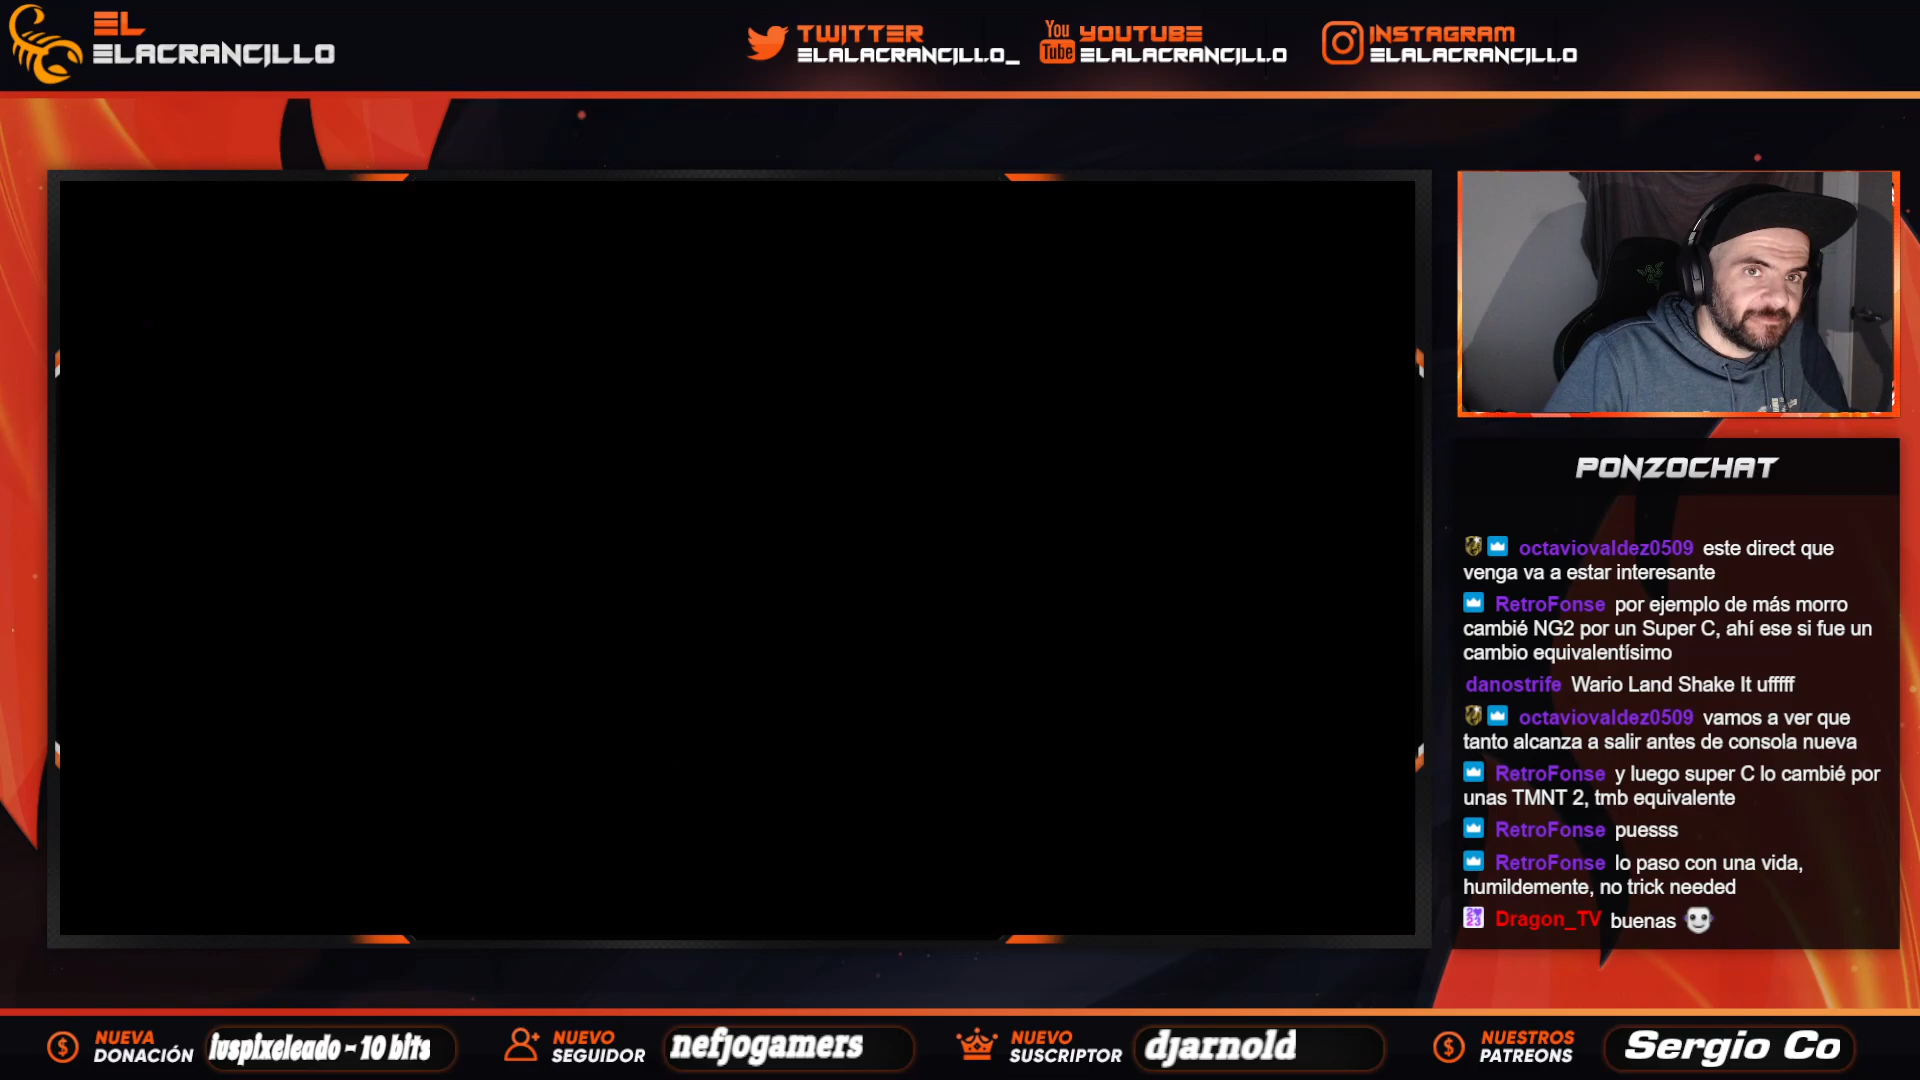 EL
ELACRANCILLO
TWITTER
ELALACRANCILLO_
You
Tube
YOUTUBE
ELALACRANCILLO
INSTAGRAM
ELALACRANCILLO
PONZOCHAT
octaviovaldez0509 este direct que
venga va a estar interesante
RetroFonse por ejemplo de más morro
cambié NG2 por un Super C, ahí ese si fue un
cambio equivalentísimo
danostrife Wario Land Shake It ufffff
octaviovaldez0509 vamos a ver que
tanto alcanza a salir antes de consola nueva
RetroFonse y luego super C lo cambié por
unas TMNT 2, tmb equivalente
RetroFonse puesss
RetroFonse lo paso con una vida,
humildemente, no trick needed
Dragon_TV buenas
NUEVA
DONACIÓN
iuspixeleado - 10 bits
NUEVO
SEGUIDOR
nefjogamers
NUEVO
SUSCRIPTOR
djarnold
NUESTROS
PATREONS
Sergio Co